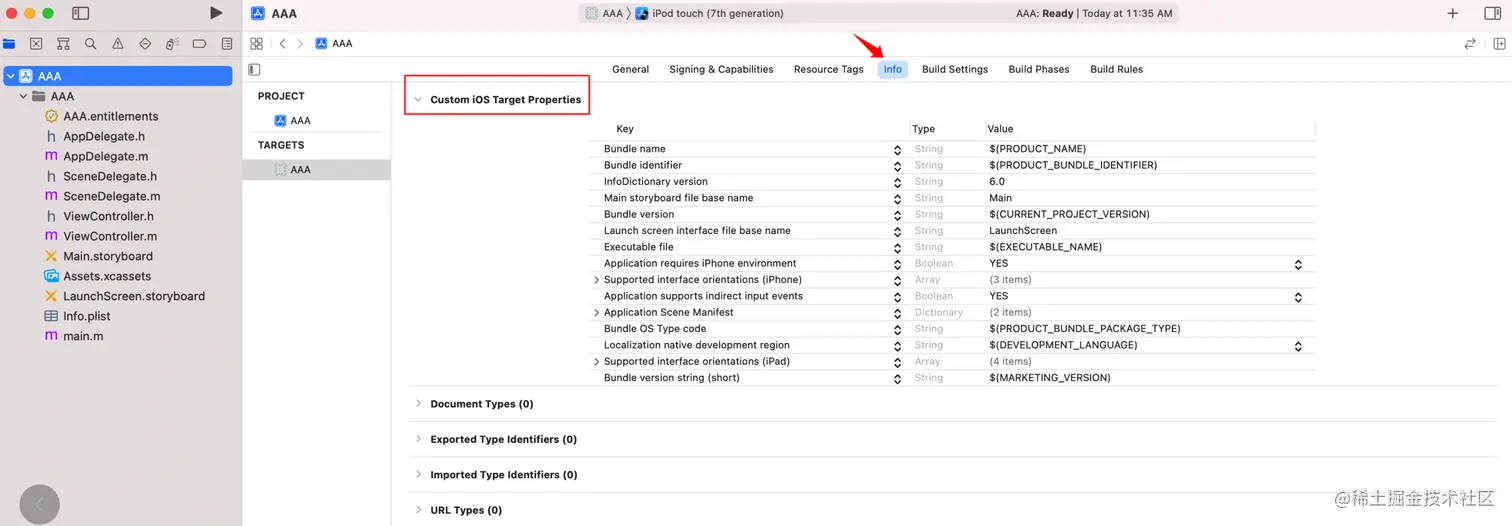 AAA
AAA
iPod touch (7th generation)
AAA: Ready | Today at 11:35 AM
AAA
General
Signing & Capabilities
Resource Tags
Info
Build Settings
Build Phases
Build Rules
AAA
AAA
AAA.entitlements
h AppDelegate.h
m AppDelegate.m
h SceneDelegate.h
m SceneDelegate.m
h ViewController.h
m ViewController.m
Main.storyboard
Assets.xcassets
LaunchScreen.storyboard
Info.plist
m main.m
PROJECT
AAA
TARGETS
AAA
Custom iOS Target Properties
Key Type Value
Bundle name String $(PRODUCT_NAME)
Bundle identifier String $(PRODUCT_BUNDLE_IDENTIFIER)
InfoDictionary version String 6.0
Main storyboard file base name String Main
Bundle version String $(CURRENT_PROJECT_VERSION)
Launch screen interface file base name String LaunchScreen
Executable file String $(EXECUTABLE_NAME)
Application requires iPhone environment Boolean YES
Supported interface orientations (iPhone) Array (3 items)
Application supports indirect input events Boolean YES
Application Scene Manifest Dictionary (2 items)
Bundle OS Type code String $(PRODUCT_BUNDLE_PACKAGE_TYPE)
Localization native development region String $(DEVELOPMENT_LANGUAGE)
Supported interface orientations (iPad) Array (4 items)
Bundle version string (short) String $(MARKETING_VERSION)
Document Types (0)
Exported Type Identifiers (0)
Imported Type Identifiers (0)
URL Types (0)
@稀土掘金技术社区